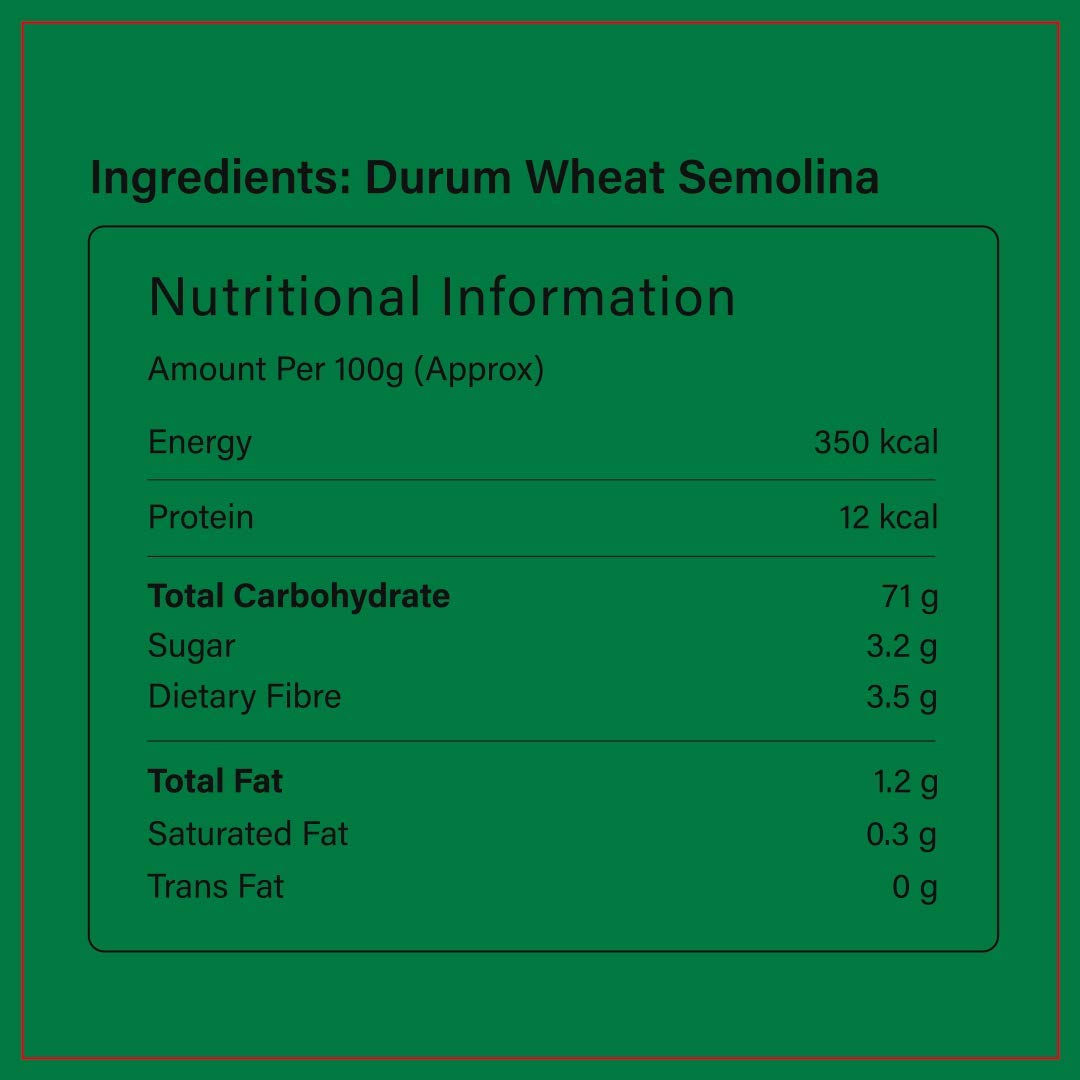 Ingredients: Durum Wheat Semolina
Nutritional Information
Amount Per 100g (Approx)
Energy 350 kcal
Protein 12 kcal
Total Carbohydrate 71 g
Sugar 3.2 g
Dietary Fibre 3.5 g
Total Fat 1.2 g
Saturated Fat 0.3 g
Trans Fat 0 g